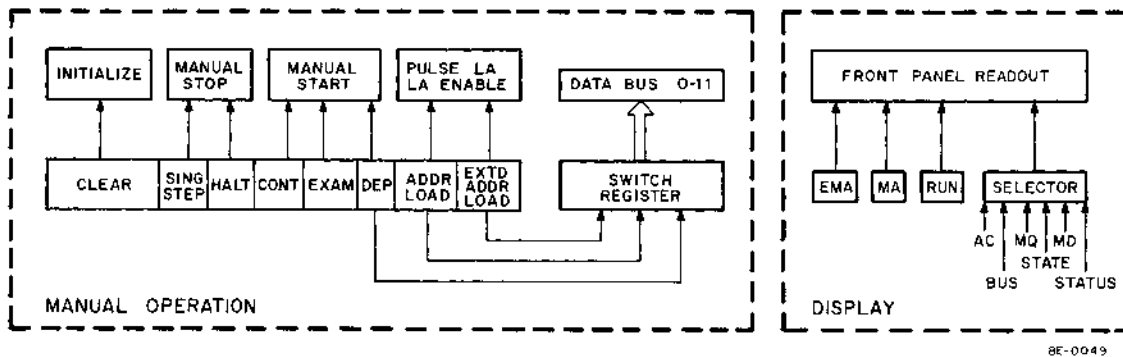 INITIALIZE
MANUAL
STOP
MANUAL
START
PULSE LA
LA ENABLE
DATA BUS 0-11
CLEAR
SING
STEP
HALT
CONT
EXAM
DEP
ADDR
LOAD
EXTD
ADDR
LOAD
SWITCH
REGISTER
MANUAL OPERATION
FRONT PANEL READOUT
EMA
MA
RUN
SELECTOR
AC
MQ
MD
STATE
BUS
STATUS
DISPLAY
8E-0049